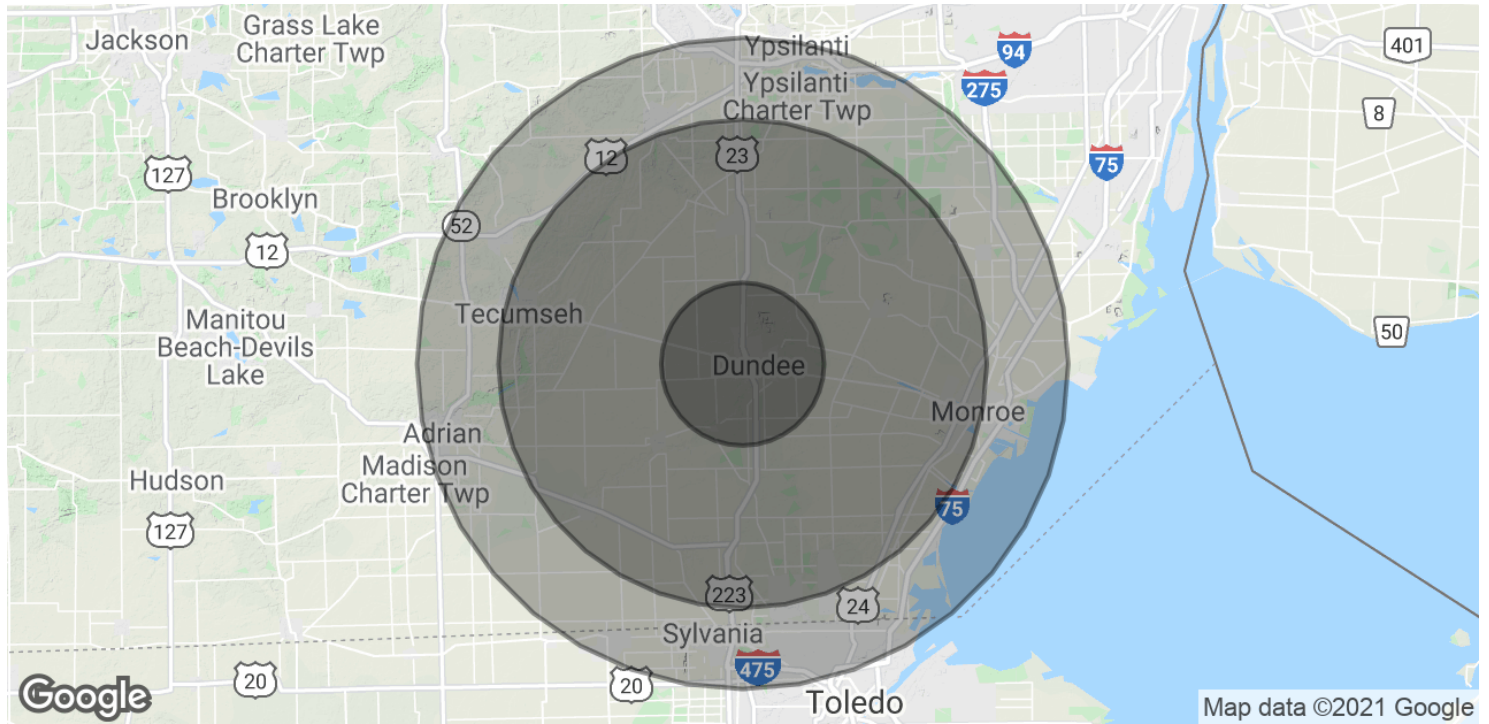 Jackson
Grass Lake
Charter Twp
Ypsilanti
94
401
Ypsilanti
Charter Twp
275
8
12
23
75
127
Brooklyn
52
12
Tecumseh
Manitou
Beach-Devils
Lake
50
Dundee
Monroe
Adrian
Madison
Charter Twp
Hudson
127
75
223
24
Sylvania
475
20
20
Google
Toledo
Map data ©2021 Google